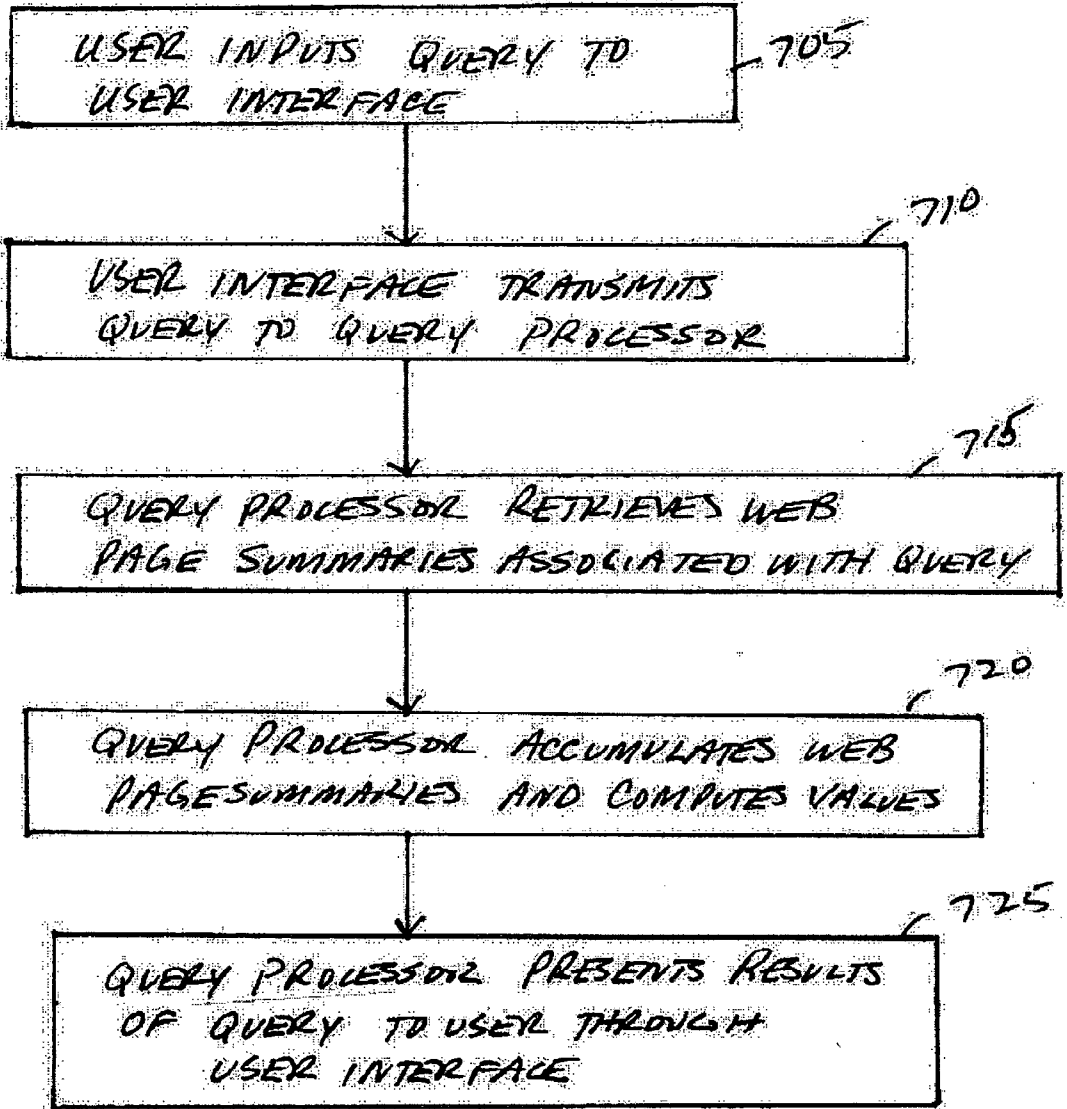 USER INPUTS QUERY TO
USER INTERFACE
705
710
USER INTERFACE TRANSMITS
QUERY TO QUERY PROCESSOR
715
QUERY PROCESSOR RETRIEVES WEB
PAGE SUMMARIES ASSOCIATED WITH QUERY
720
QUERY PROCESSOR ACCUMULATES WEB
PAGE SUMMARIES AND COMPUTES VALUES
725
QUERY PROCESSOR PRESENTS RESULTS
OF QUERY TO USER THROUGH
USER INTERFACE